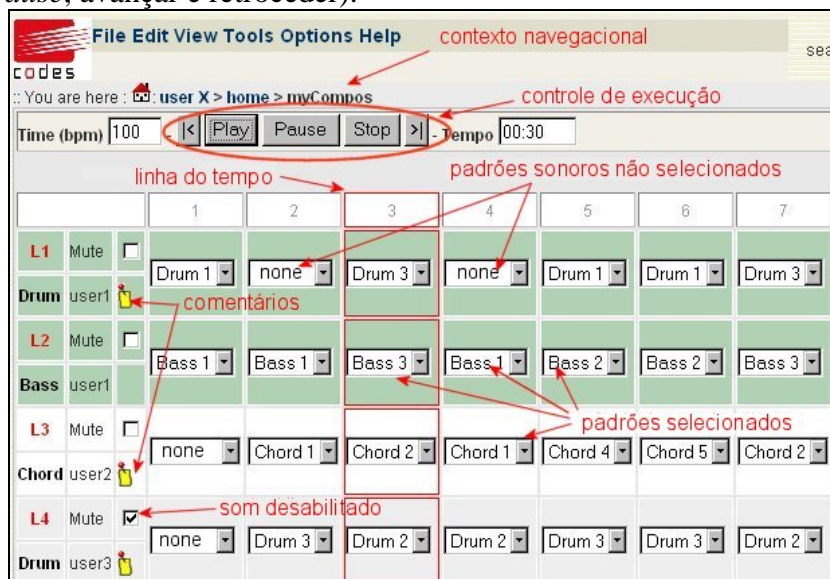 ause, avançar e retroceder).
File Edit View Tools Options Help
contexto navegacional
sea
codes
:: You are here : : user X > home > myCompos
controle de execução
Time (bpm) 100 - |< Play Pause Stop >| - Tempo 00:30
linha do tempo
padrões sonoros não selecionados
1 2 3 4 5 6 7
L1 Mute
Drum 1 none Drum 3 none Drum 1 Drum 1 Drum 3
Drum user1
comentários
L2 Mute
Bass 1 Bass 1 Bass 3 Bass 1 Bass 2 Bass 2 Bass 3
Bass user1
padrões selecionados
L3 Mute
none Chord 1 Chord 2 Chord 1 Chord 4 Chord 5 Chord 2
Chord user2
som desabilitado
L4 Mute
none Drum 3 Drum 2 Drum 2 Drum 3 Drum 3 Drum 2
Drum user3